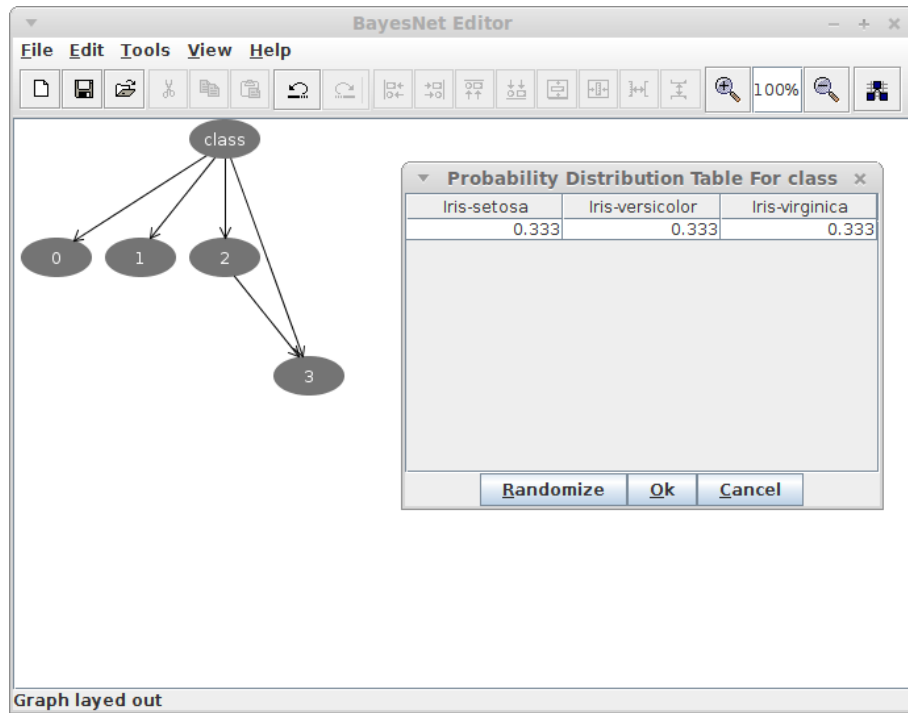 BayesNet Editor
File Edit Tools View Help
100%
class
0 1 2
3
Probability Distribution Table For class
Iris-setosa Iris-versicolor Iris-virginica
0.333 0.333 0.333
Randomize Ok Cancel
Graph layed out